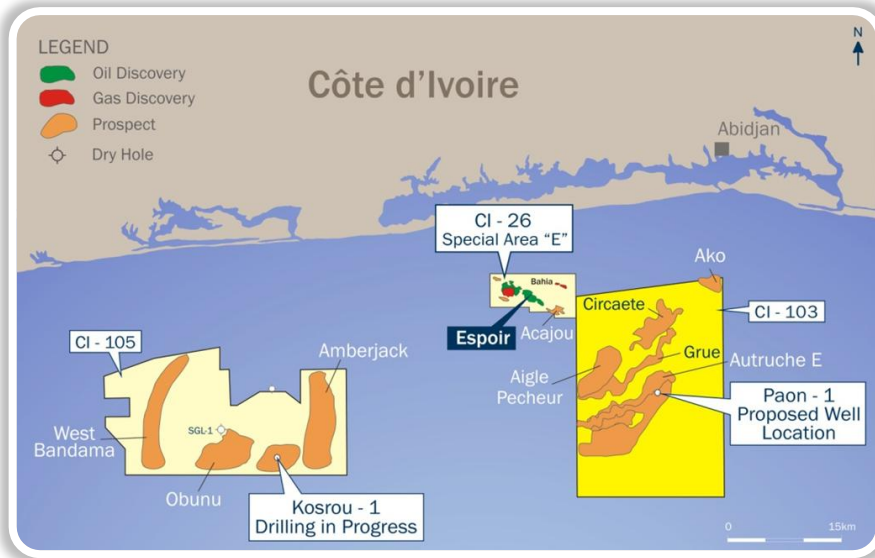 LEGEND
Oil Discovery
Gas Discovery
Prospect
Dry Hole
Côte d'Ivoire
N
Abidjan
CI - 26
Special Area "E"
Bahia
Espoir
Acajou
Ako
Circaete
CI - 103
Grue
Autruche E
Aigle
Pecheur
Paon - 1
Proposed Well
Location
CI - 105
Amberjack
West
Bandama
SGL-1
Obunu
Kosrou - 1
Drilling in Progress
0 15km